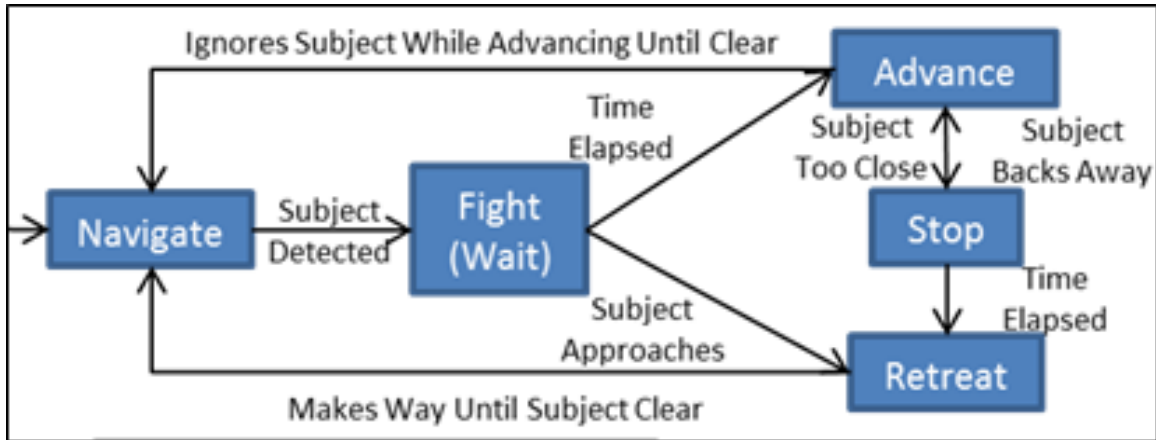 Ignores Subject While Advancing Until Clear
Advance
Time
Elapsed
Subject
Too Close
Subject
Backs Away
Navigate
Subject
Detected
Fight
(Wait)
Stop
Time
Elapsed
Subject
Approaches
Retreat
Makes Way Until Subject Clear